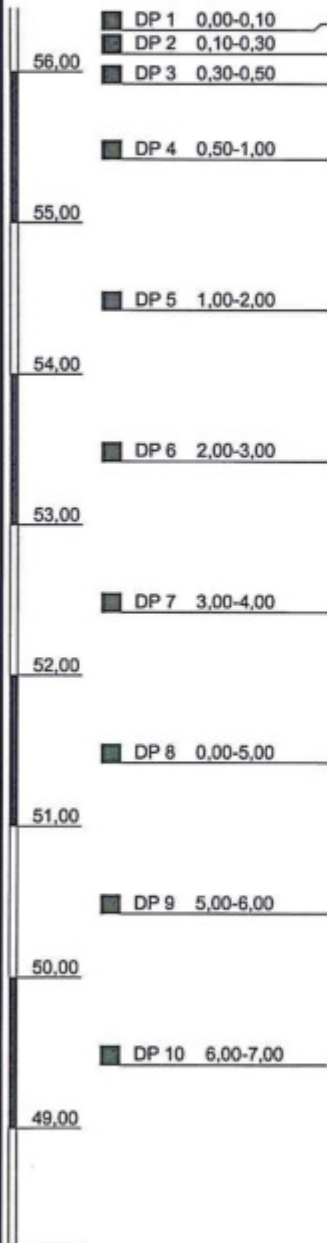 DP 1 0,00-0,10
DP 2 0,10-0,30
56,00
DP 3 0,30-0,50
DP 4 0,50-1,00
55,00
DP 5 1,00-2,00
54,00
DP 6 2,00-3,00
53,00
DP 7 3,00-4,00
52,00
DP 8 0,00-5,00
51,00
DP 9 5,00-6,00
50,00
DP 10 6,00-7,00
49,00